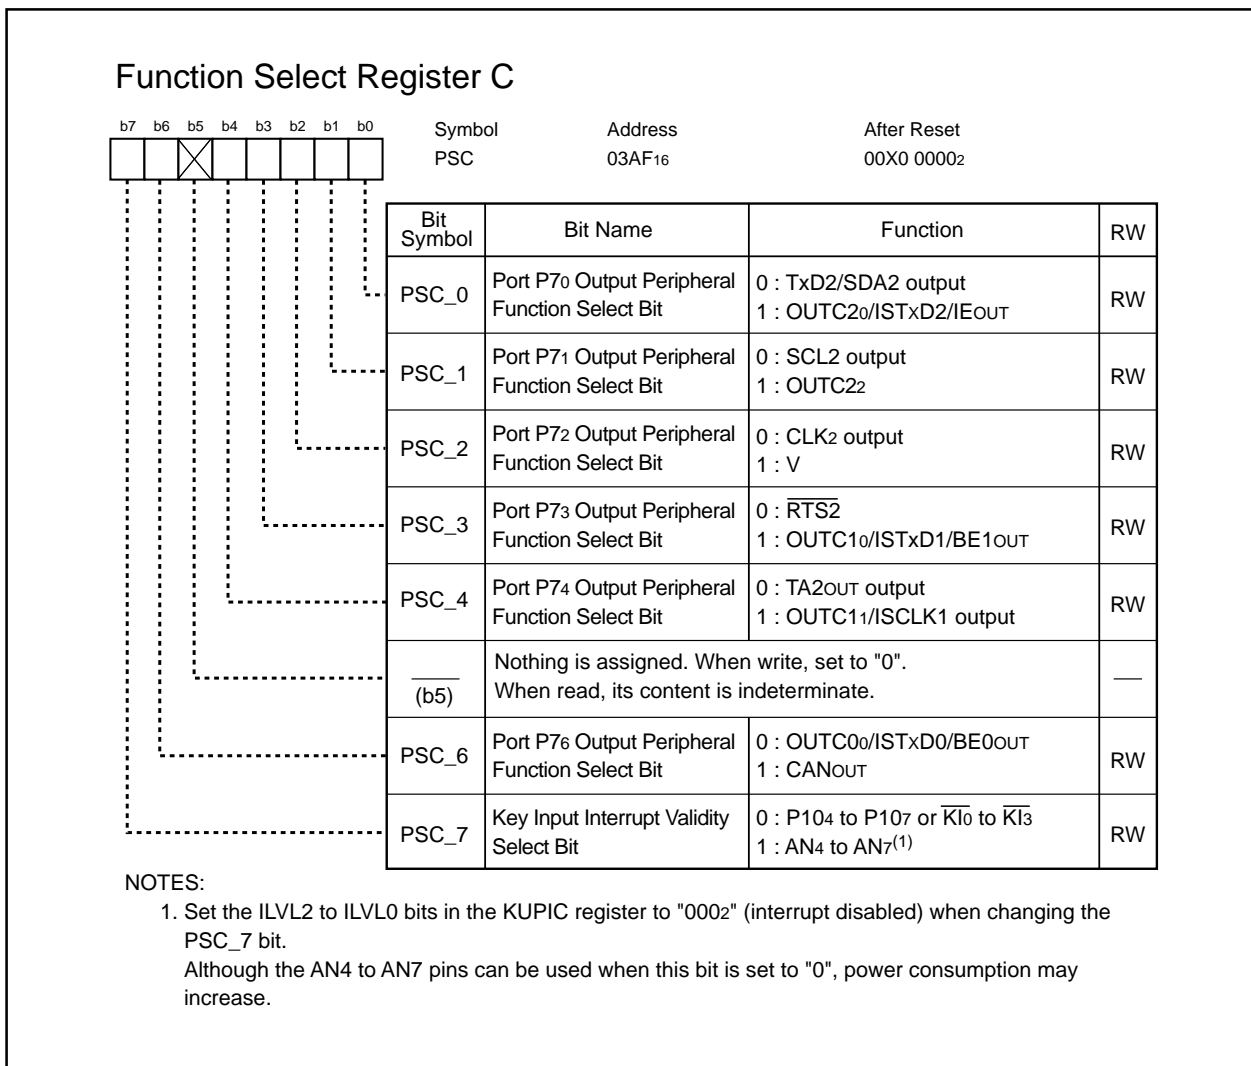 Function Select Register C
b7 b6 b5 b4 b3 b2 b1 b0
Symbol Address After Reset
PSC 03AF16 00X0 00002
Bit Symbol Bit Name Function RW
PSC_0 Port P70 Output Peripheral Function Select Bit 0 : TxD2/SDA2 output 1 : OUTC20/ISTxD2/IEOUT RW
PSC_1 Port P71 Output Peripheral Function Select Bit 0 : SCL2 output 1 : OUTC22 RW
PSC_2 Port P72 Output Peripheral Function Select Bit 0 : CLK2 output 1 : V RW
PSC_3 Port P73 Output Peripheral Function Select Bit 0 : RTS2 1 : OUTC10/ISTxD1/BE1OUT RW
PSC_4 Port P74 Output Peripheral Function Select Bit 0 : TA2OUT output 1 : OUTC11/ISCLK1 output RW
(b5) Nothing is assigned. When write, set to "0". When read, its content is indeterminate. —
PSC_6 Port P76 Output Peripheral Function Select Bit 0 : OUTC00/ISTxD0/BE0OUT 1 : CANOUT RW
PSC_7 Key Input Interrupt Validity Select Bit 0 : P104 to P107 or KI0 to KI3 1 : AN4 to AN7(1) RW
NOTES:
1. Set the ILVL2 to ILVL0 bits in the KUPIC register to "0002" (interrupt disabled) when changing the
PSC_7 bit.
Although the AN4 to AN7 pins can be used when this bit is set to "0", power consumption may
increase.